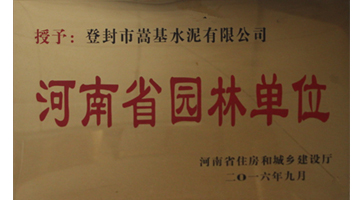 授予：登封市嵩基水泥有限公司
河南省园林单位
河南省住房和城乡建设厅
二〇一六年九月